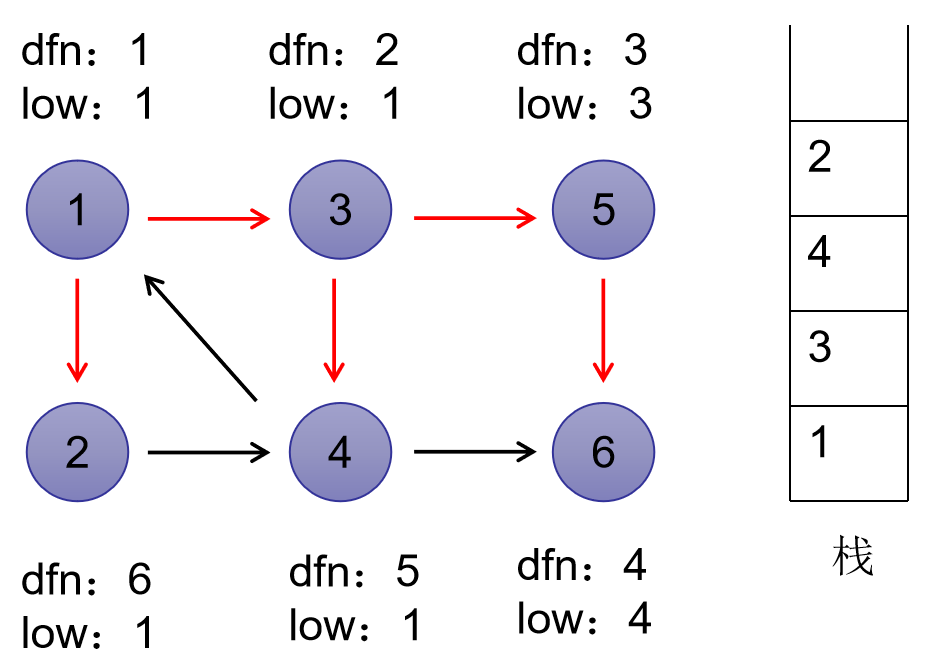 dfn：1
low：1
dfn：2
low：1
dfn：3
low：3
1
3
5
2
4
6
dfn：6
low：1
dfn：5
low：1
dfn：4
low：4
2
4
3
1
栈